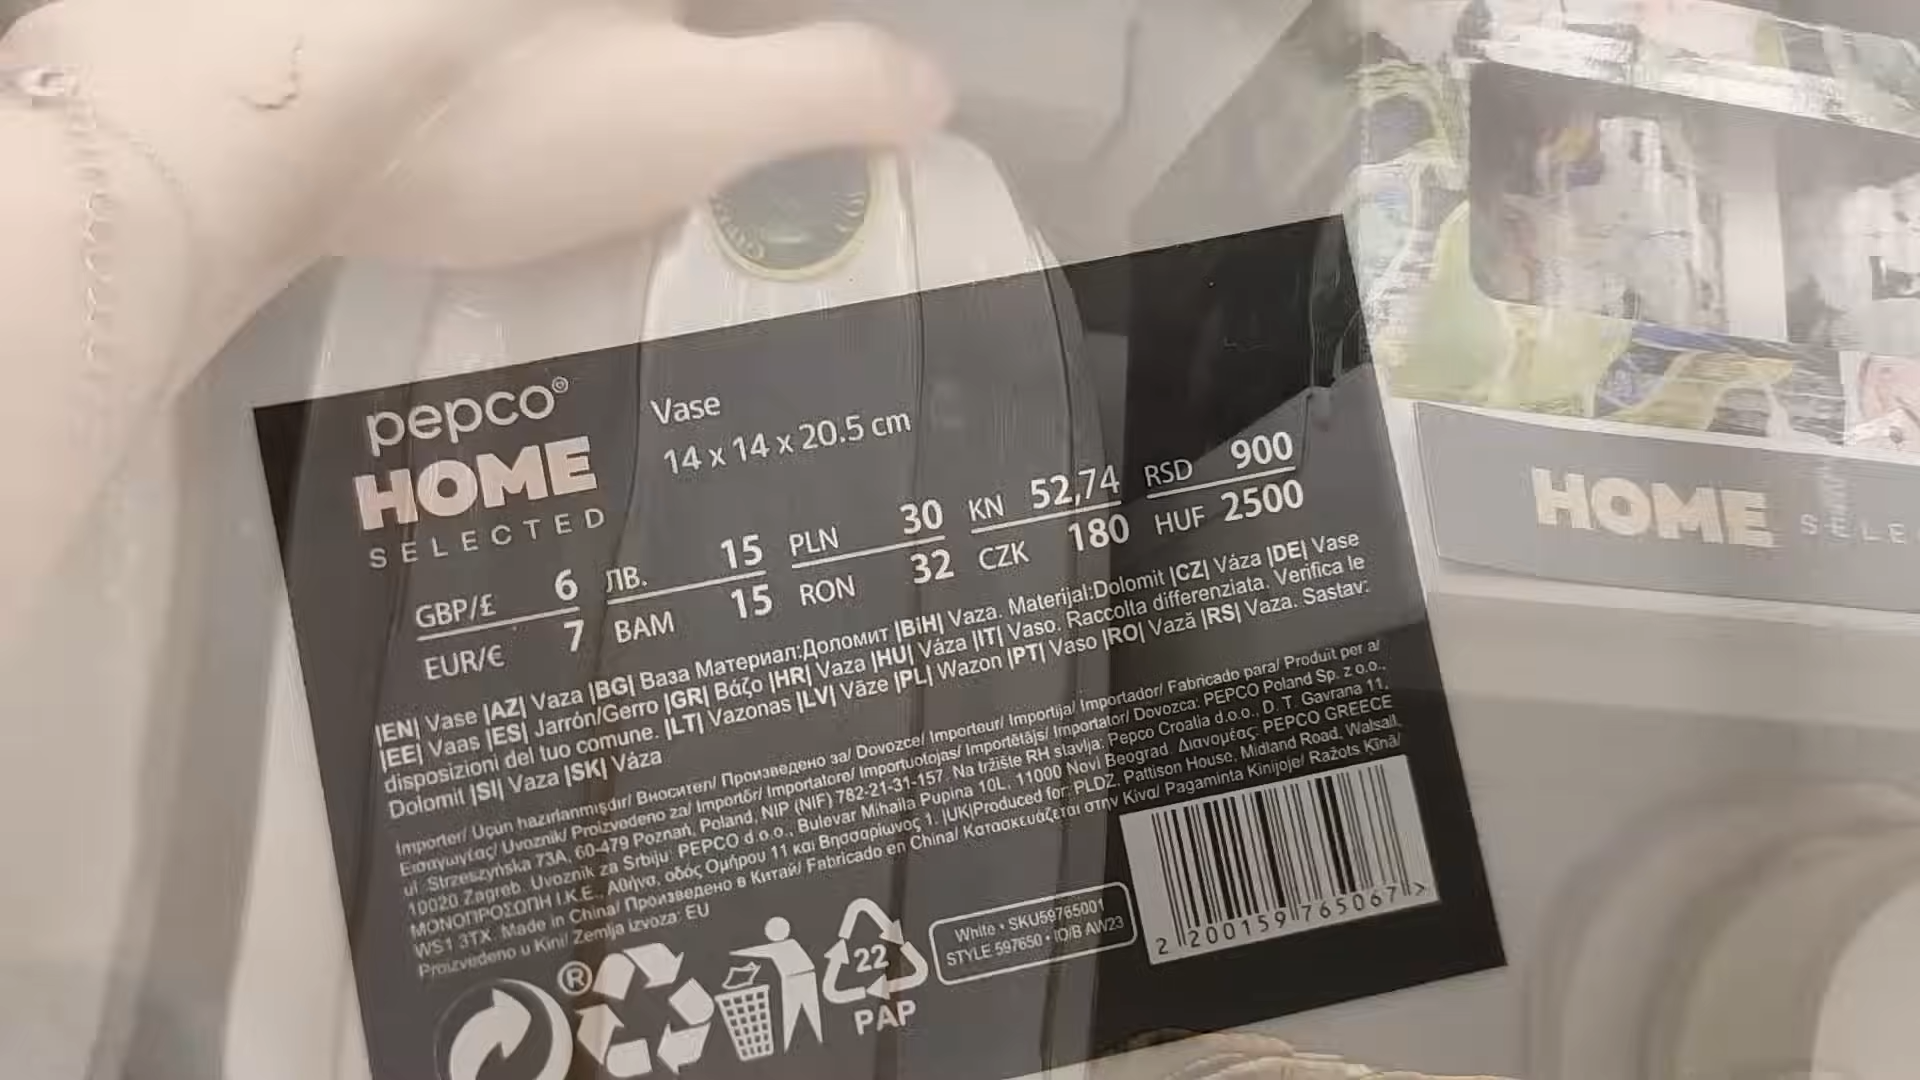 pepco®
HOME
SELECTED
Vase
14 x 14 x 20.5 cm
GBP/£ 6 ЛВ. 15 PLN 30 KN 52,74 RSD 900
EUR/€ 7 BAM 15 RON 32 CZK 180 HUF 2500
|EN| Vase |AZ| Vaza |BG| Ваза Материал:Доломит |BiH| Vaza. Materijal:Dolomit |CZ| Váza |DE| Vase
|EE| Vaas |ES| Jarrón/Gerro |GR| Βάζο |HR| Vaza |HU| Váza |IT| Vaso. Raccolta differenziata. Verifica le
disposizioni del tuo comune. |LT| Vazonas |LV| Vāze |PL| Wazon |PT| Vaso |RO| Vază |RS| Vaza. Sastav:
Dolomit |SI| Vaza |SK| Váza
Importer/ Üçün hazırlanmışdır/ Вносител/ Произведено за/ Dovozce/ Importeur/ Importija/ Importador/ Fabricado para/ Produït per a/
Εισαγωγέας/ Uvoznik/ Proizvedeno za/ Importőr/ Importatore/ Importuotojas/ Importētājs/ Importator/ Dovozca: PEPCO Poland Sp. z o.o.,
ul. Strzeszyńska 73A, 60-479 Poznań, Poland, NIP (NIF) 782-21-31-157. Na tržište RH stavlja: Pepco Croatia d.o.o., D. T. Gavrana 11,
10020 Zagreb. Uvoznik za Srbiju: PEPCO d.o.o., Bulevar Mihaila Pupina 10L, 11000 Novi Beograd. Διανομέας: PEPCO GREECE
ΜΟΝΟΠΡΟΣΩΠΗ Ι.Κ.Ε., Αθήνα, οδός Ομήρου 11 και Βησσαρίωνος 1. |UK|Produced for: PLDZ, Pattison House, Midland Road, Walsall,
WS1 3TX. Made in China/ Произведено в Китай/ Fabricado en China/ Κατασκευάζεται στην Κίνα/ Pagaminta Kinijoje/ Ražots Ķīnā/
Proizvedeno u Kini/ Zemlja izvoza: EU
®
22
PAP
White • SKU59765001
STYLE 597650 • IO/B AW23
2 200159 765067 >
HOME SELE